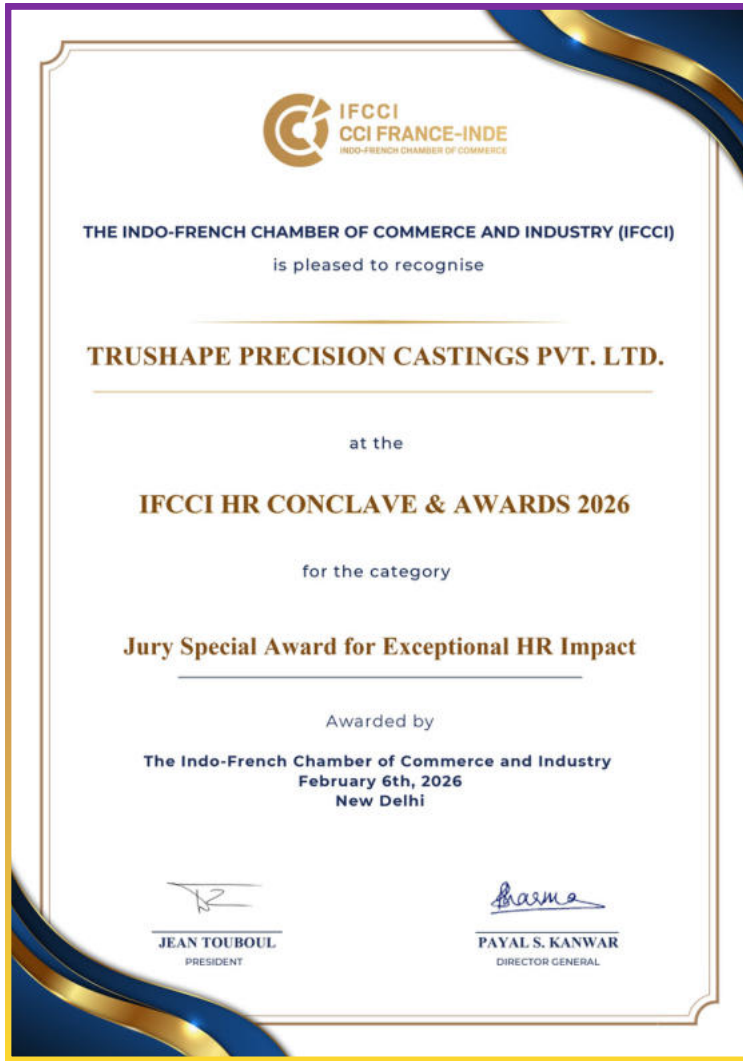 IFCCI
CCI FRANCE-INDE
INDO-FRENCH CHAMBER OF COMMERCE
THE INDO-FRENCH CHAMBER OF COMMERCE AND INDUSTRY (IFCCI)
is pleased to recognise
TRUSHAPE PRECISION CASTINGS PVT. LTD.
at the
IFCCI HR CONCLAVE & AWARDS 2026
for the category
Jury Special Award for Exceptional HR Impact
Awarded by
The Indo-French Chamber of Commerce and Industry
February 6th, 2026
New Delhi
JEAN TOUBOUL
PRESIDENT
PAYAL S. KANWAR
DIRECTOR GENERAL